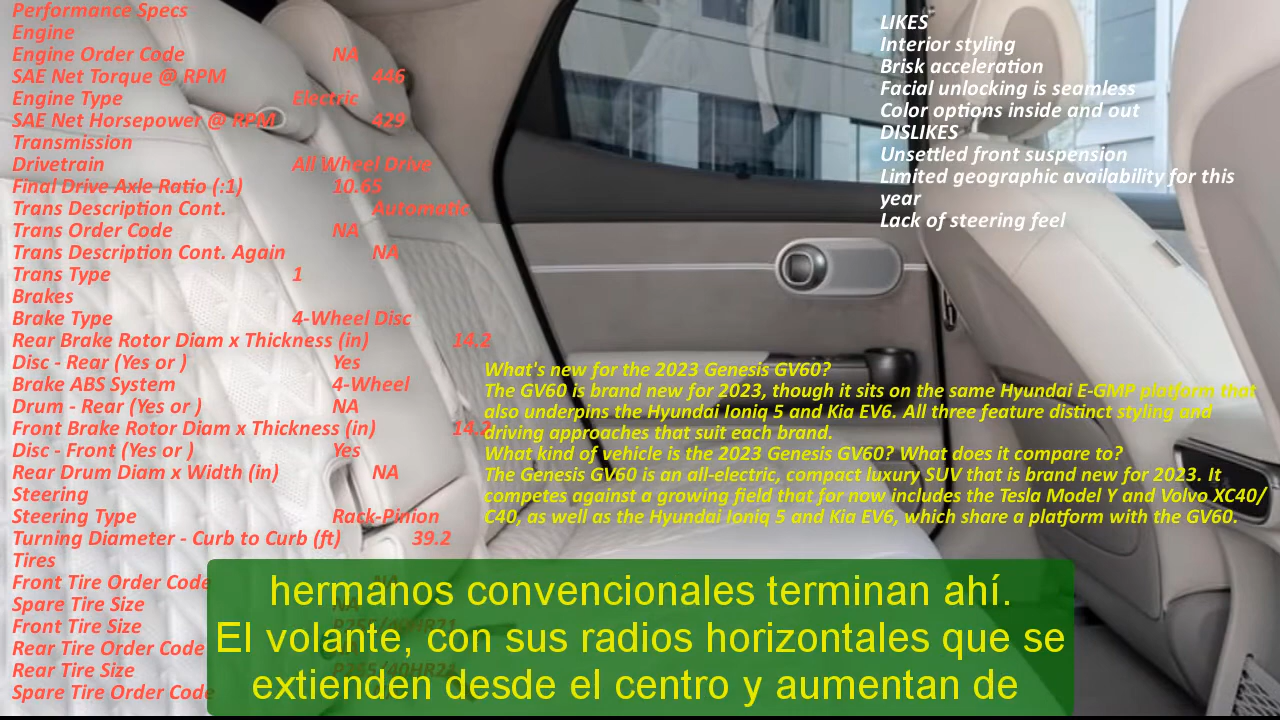 Performance Specs
Engine
Engine Order Code NA
SAE Net Torque @ RPM 446
Engine Type Electric
SAE Net Horsepower @ RPM 429
Transmission
Drivetrain All Wheel Drive
Final Drive Axle Ratio (:1) 10.65
Trans Description Cont. Automatic
Trans Order Code NA
Trans Description Cont. Again NA
Trans Type 1
Brakes
Brake Type 4-Wheel Disc
Rear Brake Rotor Diam x Thickness (in) 14.2
Disc - Rear (Yes or ) Yes
Brake ABS System 4-Wheel
Drum - Rear (Yes or ) NA
Front Brake Rotor Diam x Thickness (in) 14.2
Disc - Front (Yes or ) Yes
Rear Drum Diam x Width (in) NA
Steering
Steering Type Rack-Pinion
Turning Diameter - Curb to Curb (ft) 39.2
Tires
Front Tire Order Code NA
Spare Tire Size NA
Front Tire Size
Rear Tire Order Code
Rear Tire Size
Spare Tire Order Code
LIKES
Interior styling
Brisk acceleration
Facial unlocking is seamless
Color options inside and out
DISLIKES
Unsettled front suspension
Limited geographic availability for this
year
Lack of steering feel
What's new for the 2023 Genesis GV60?
The GV60 is brand new for 2023, though it sits on the same Hyundai E-GMP platform that
also underpins the Hyundai Ioniq 5 and Kia EV6. All three feature distinct styling and
driving approaches that suit each brand.
What kind of vehicle is the 2023 Genesis GV60? What does it compare to?
The Genesis GV60 is an all-electric, compact luxury SUV that is brand new for 2023. It
competes against a growing field that for now includes the Tesla Model Y and Volvo XC40/
C40, as well as the Hyundai Ioniq 5 and Kia EV6, which share a platform with the GV60.
hermanos convencionales terminan ahí.
El volante, con sus radios horizontales que se
extienden desde el centro y aumentan de